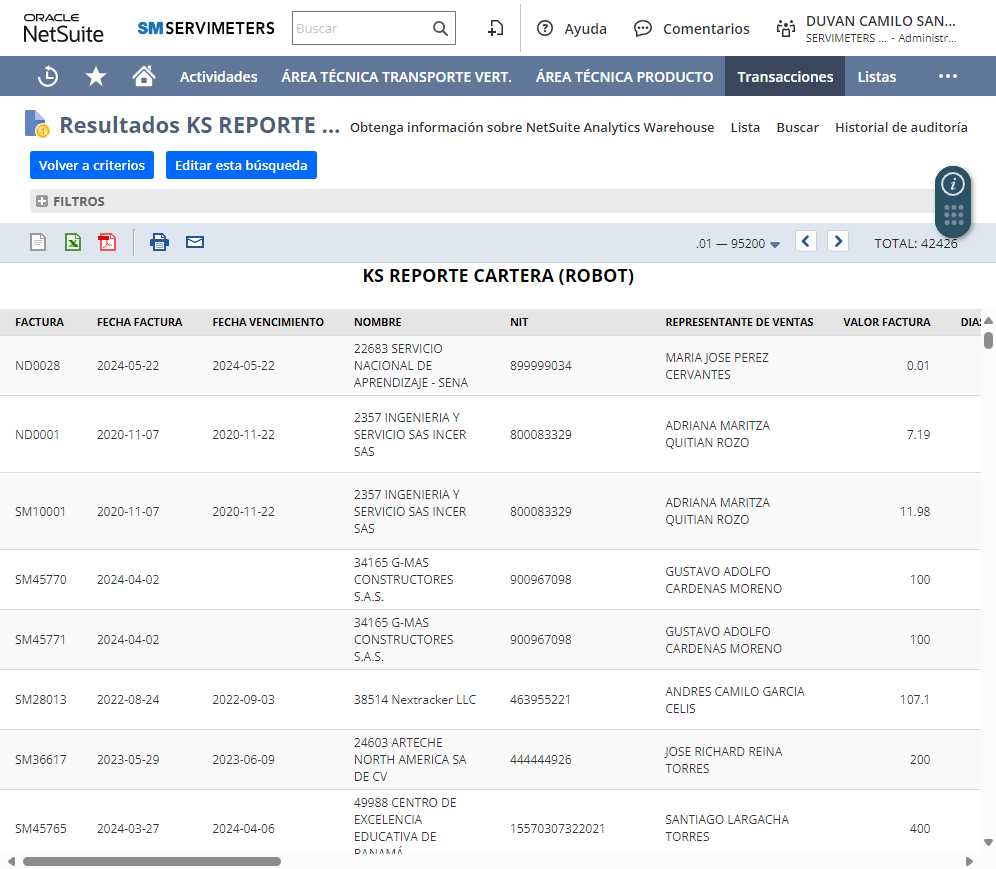 ORACLE
NetSuite
SM SERVIMETERS
Buscar
Ayuda
Comentarios
DUVAN CAMILO SAN...
SERVIMETERS ... - Administr...
Actividades
ÁREA TÉCNICA TRANSPORTE VERT.
ÁREA TÉCNICA PRODUCTO
Transacciones
Listas
Resultados KS REPORTE ...
Obtenga información sobre NetSuite Analytics Warehouse
Lista
Buscar
Historial de auditoría
Volver a criterios
Editar esta búsqueda
FILTROS
.01 — 95200
TOTAL: 42426
KS REPORTE CARTERA (ROBOT)
FACTURA FECHA FACTURA FECHA VENCIMIENTO NOMBRE NIT REPRESENTANTE DE VENTAS VALOR FACTURA
ND0028 2024-05-22 2024-05-22 22683 SERVICIO NACIONAL DE APRENDIZAJE - SENA 899999034 MARIA JOSE PEREZ CERVANTES 0.01
ND0001 2020-11-07 2020-11-22 2357 INGENIERIA Y SERVICIO SAS INCER SAS 800083329 ADRIANA MARITZA QUITIAN ROZO 7.19
SM10001 2020-11-07 2020-11-22 2357 INGENIERIA Y SERVICIO SAS INCER SAS 800083329 ADRIANA MARITZA QUITIAN ROZO 11.98
SM45770 2024-04-02 34165 G-MAS CONSTRUCTORES S.A.S. 900967098 GUSTAVO ADOLFO CARDENAS MORENO 100
SM45771 2024-04-02 34165 G-MAS CONSTRUCTORES S.A.S. 900967098 GUSTAVO ADOLFO CARDENAS MORENO 100
SM28013 2022-08-24 2022-09-03 38514 Nextracker LLC 463955221 ANDRES CAMILO GARCIA CELIS 107.1
SM36617 2023-05-29 2023-06-09 24603 ARTECHE NORTH AMERICA SA DE CV 444444926 JOSE RICHARD REINA TORRES 200
SM45765 2024-03-27 2024-04-06 49988 CENTRO DE EXCELENCIA EDUCATIVA DE PANAMÁ 15570307322021 SANTIAGO LARGACHA TORRES 400